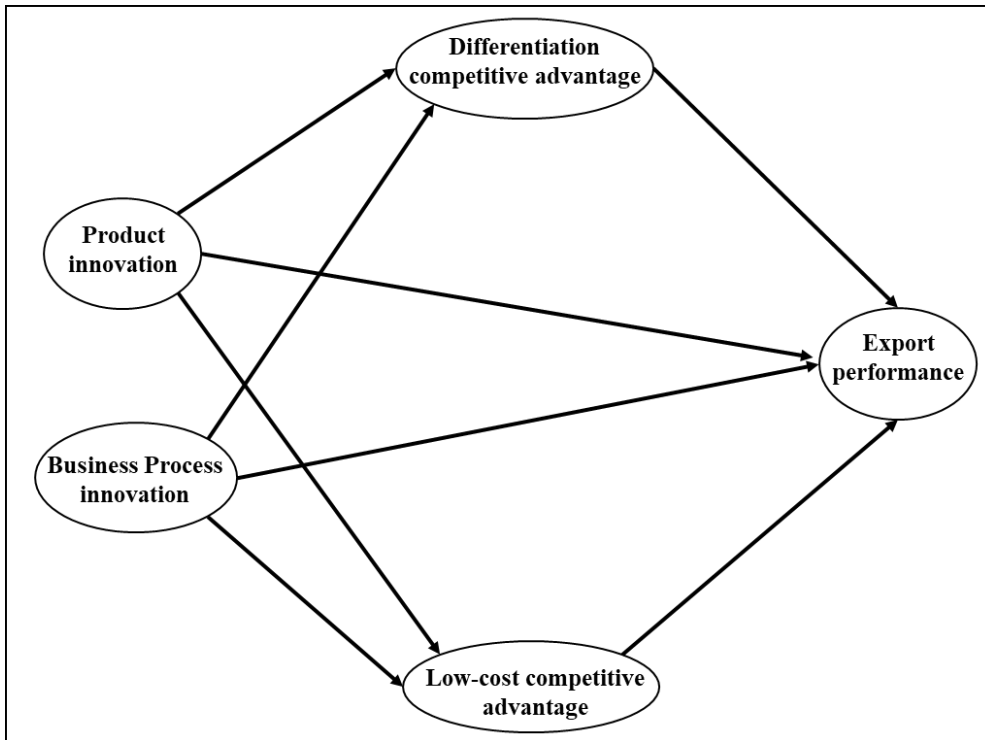 Differentiation
competitive advantage
Product
innovation
Export
performance
Business Process
innovation
Low-cost competitive
advantage